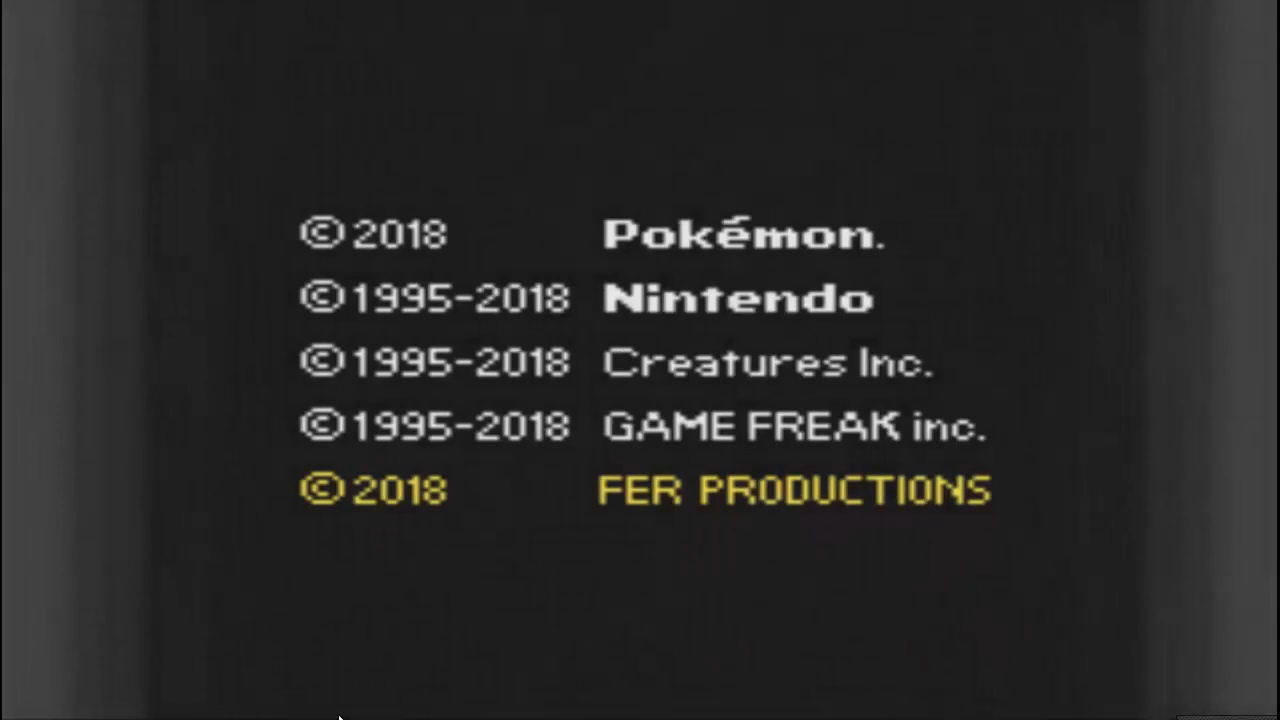 ©2018 Pokémon.
©1995-2018 Nintendo
©1995-2018 Creatures Inc.
©1995-2018 GAME FREAK inc.
©2018 FER PRODUCTIONS